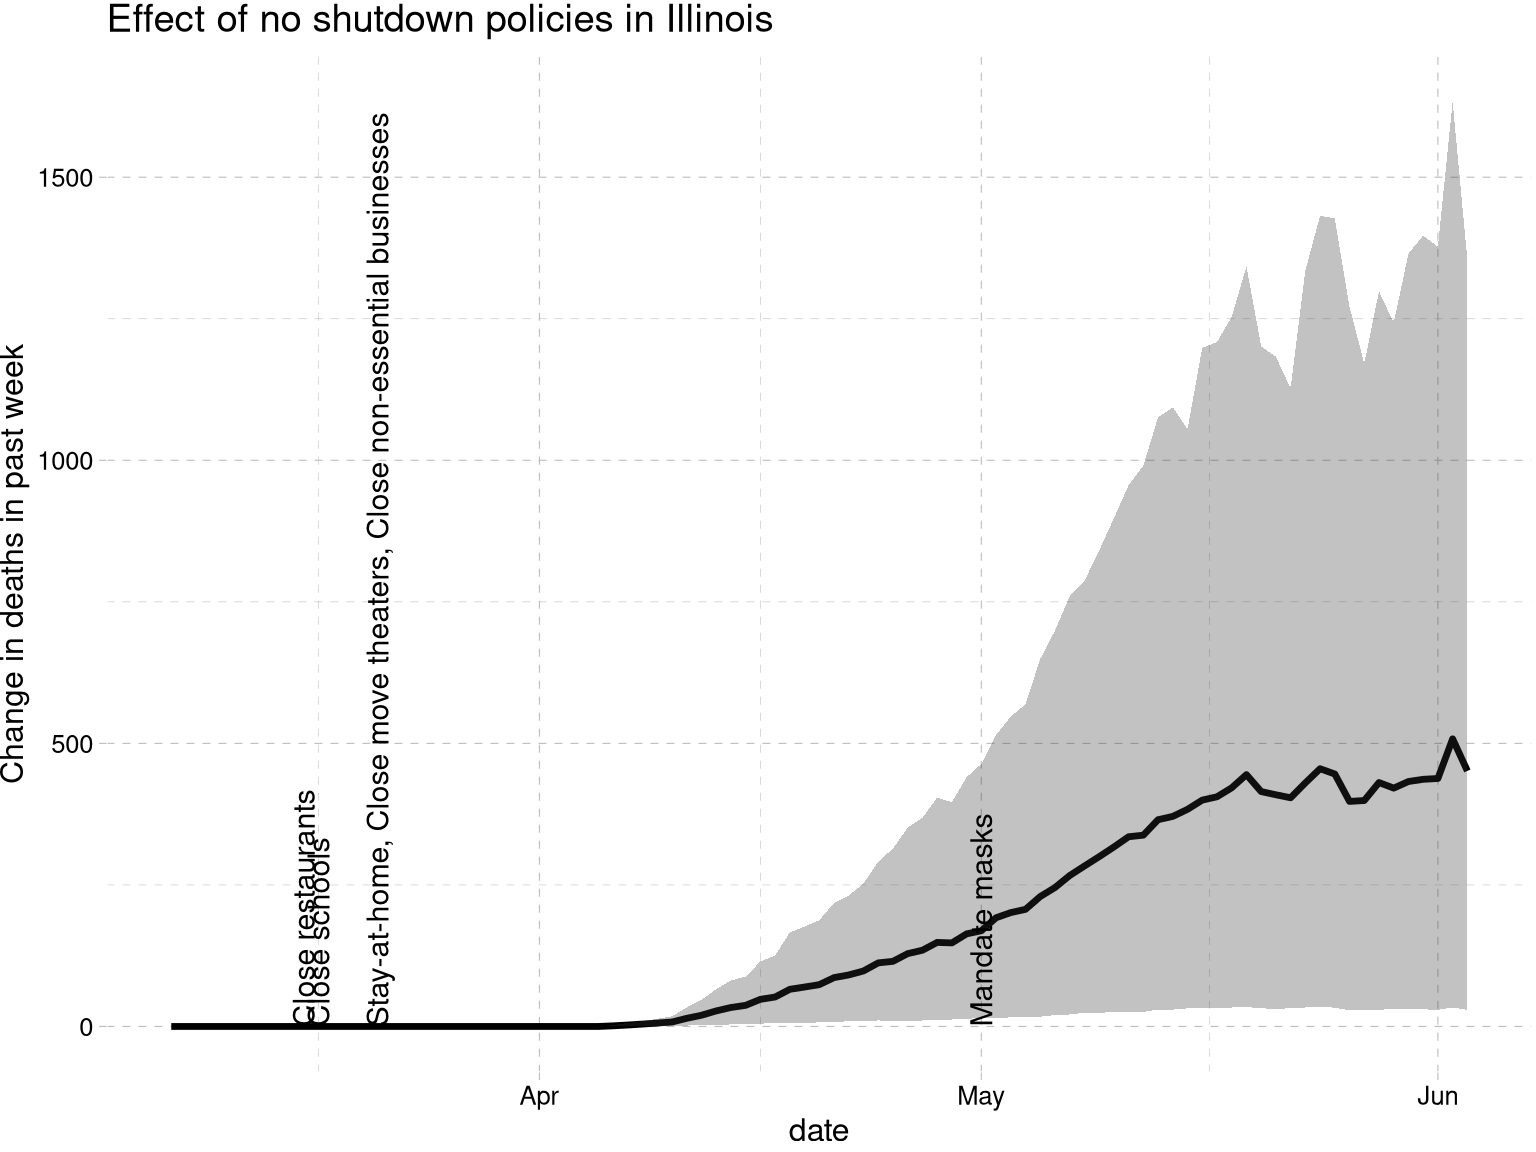 Effect of no shutdown policies in Illinois
Change in deaths in past week
1500
1000
500
0
Close restaurants
Close schools
Stay-at-home, Close move theaters, Close non-essential businesses
Mandate masks
Apr
May
Jun
date